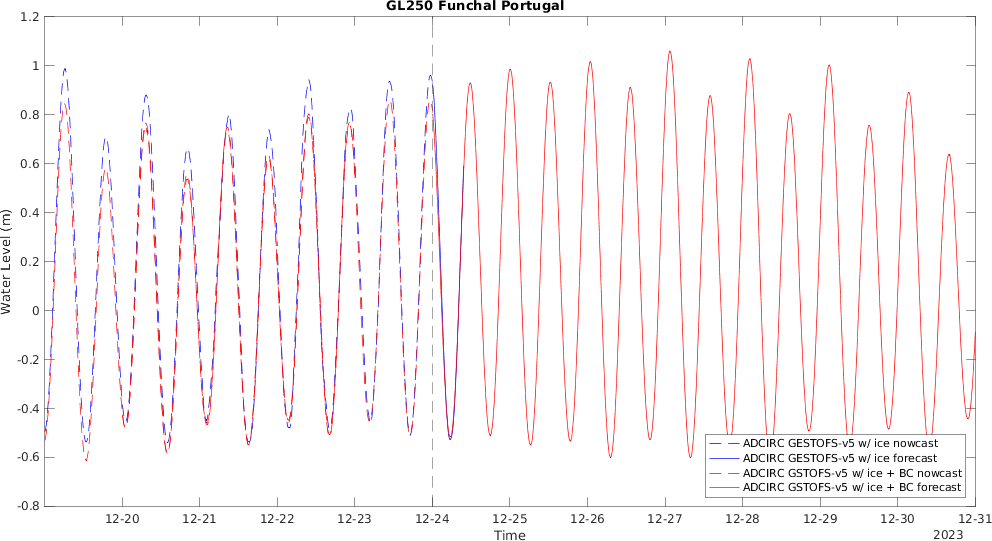 GL250 Funchal Portugal
1.2
1
0.8
0.6
0.4
0.2
0
-0.2
-0.4
-0.6
-0.8
Water Level (m)
ADCIRC GESTOFS-v5 w/ ice nowcast
ADCIRC GESTOFS-v5 w/ ice forecast
ADCIRC GSTOFS-v5 w/ ice + BC nowcast
ADCIRC GSTOFS-v5 w/ ice + BC forecast
12-20 12-21 12-22 12-23 12-24 12-25 12-26 12-27 12-28 12-29 12-30 12-31
Time
2023